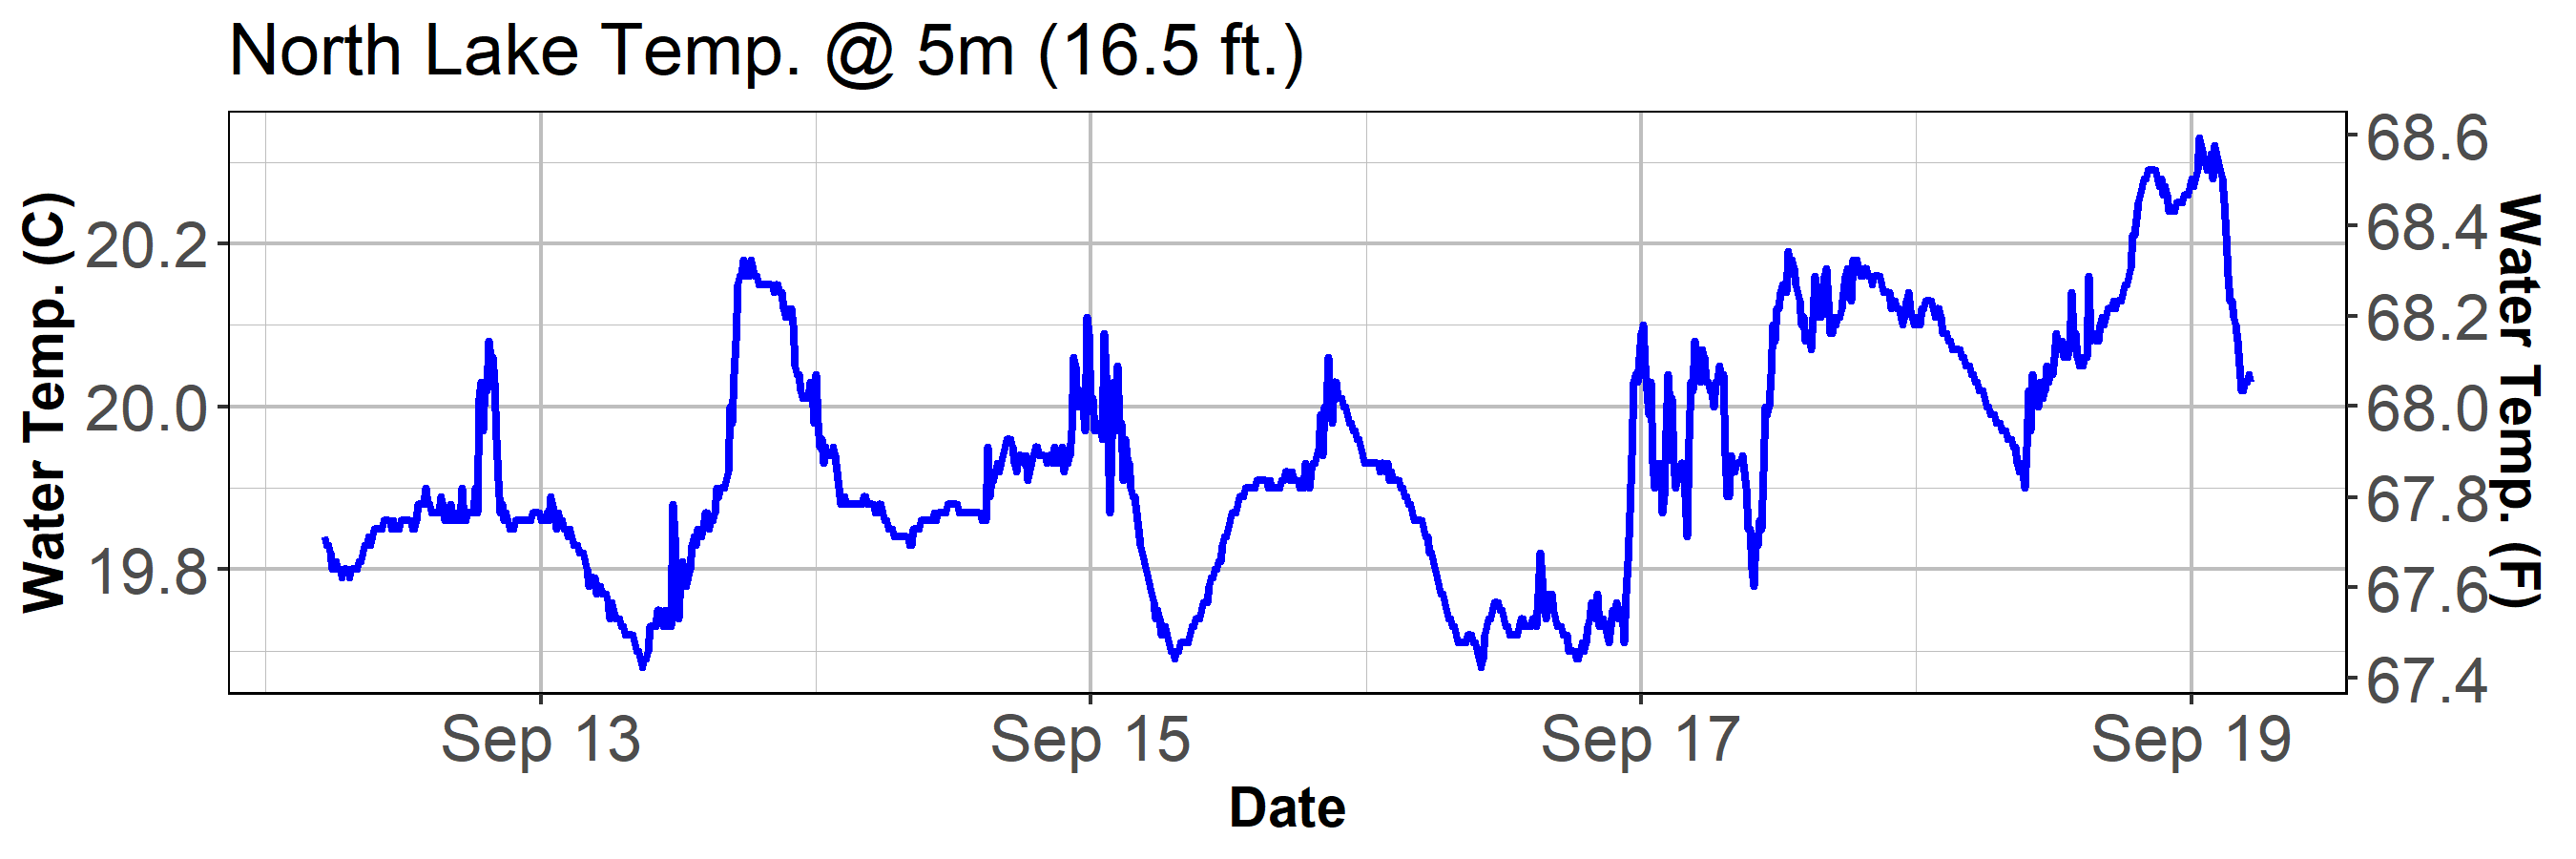 North Lake Temp. @ 5m (16.5 ft.)
Water Temp. (C)
20.2
20.0
19.8
68.6
68.4
68.2
68.0
67.8
67.6
67.4
Water Temp. (F)
Sep 13
Sep 15
Sep 17
Sep 19
Date